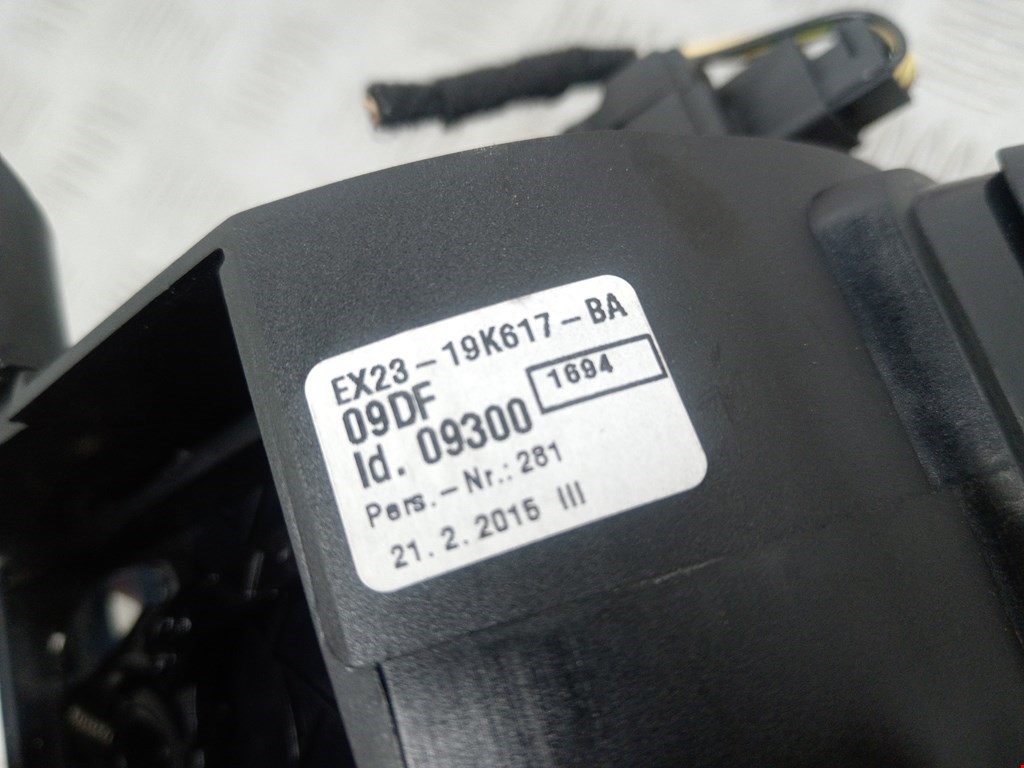 EX23-19K617-BA
09DF
Id. 09300 1694
Pers.-Nr.: 281
21. 2. 2015 III